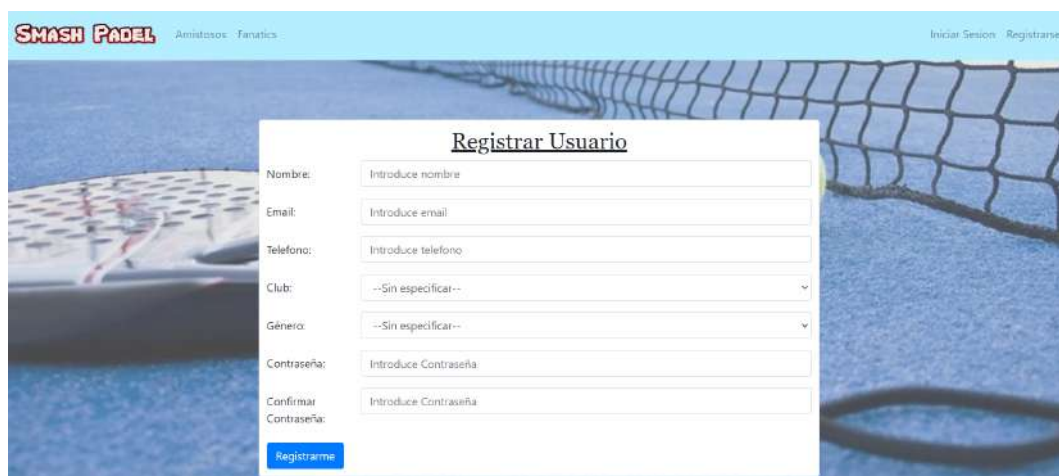 SMASH PADEL Amistosos Fanatics Iniciar Sesion Registrarse
Registrar Usuario
Nombre: Introduce nombre
Email: Introduce email
Telefono: Introduce telefono
Club: --Sin especificar--
Género: --Sin especificar--
Contraseña: Introduce Contraseña
Confirmar Introduce Contraseña
Contraseña:
Registrarme